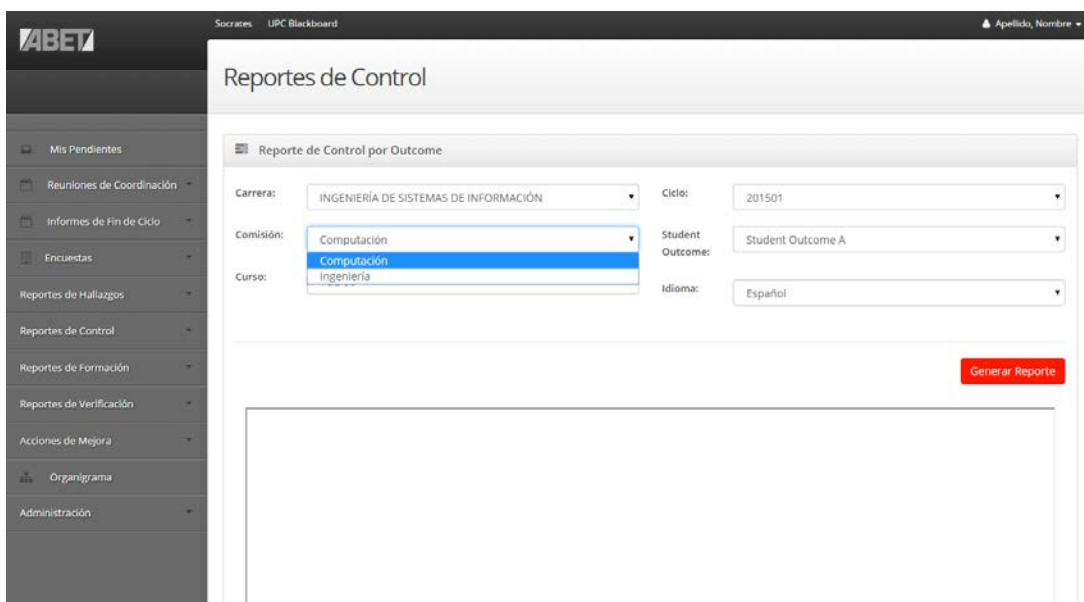 ABET
Socrates UPC Blackboard
Apellido, Nombre
Reportes de Control
Mis Pendientes
Reuniones de Coordinación
Informes de Fin de Ciclo
Encuestas
Reportes de Hallazgos
Reportes de Control
Reportes de Formación
Reportes de Verificación
Acciones de Mejora
Organigrama
Administración
Reporte de Control por Outcome
Carrera: INGENIERÍA DE SISTEMAS DE INFORMACIÓN
Ciclo: 201501
Comisión: Computación
Computación
Ingeniería
Student Outcome: Student Outcome A
Curso:
Idioma: Español
Generar Reporte